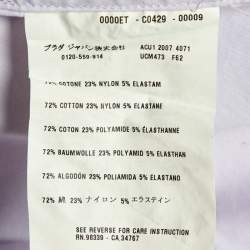 0000ET - C0429 - 00009
プラダ ジャパン株式会社
0120-559-914
ACU1 2007 4071
UCM473 F62
72% COTONE 23% NYLON 5% ELASTAM
72% COTTON 23% NYLON 5% ELASTANE
72% COTON 23% POLYAMIDE 5% ÉLASTHANNE
72% BAUMWOLLE 23% POLYAMID 5% ELASTHAN
72% ALGODÓN 23% POLIAMIDA 5% ELASTANO
72% 綿 23% ナイロン 5% エラスティン
SEE REVERSE FOR CARE INSTRUCTION
RN.98339 - CA.34767